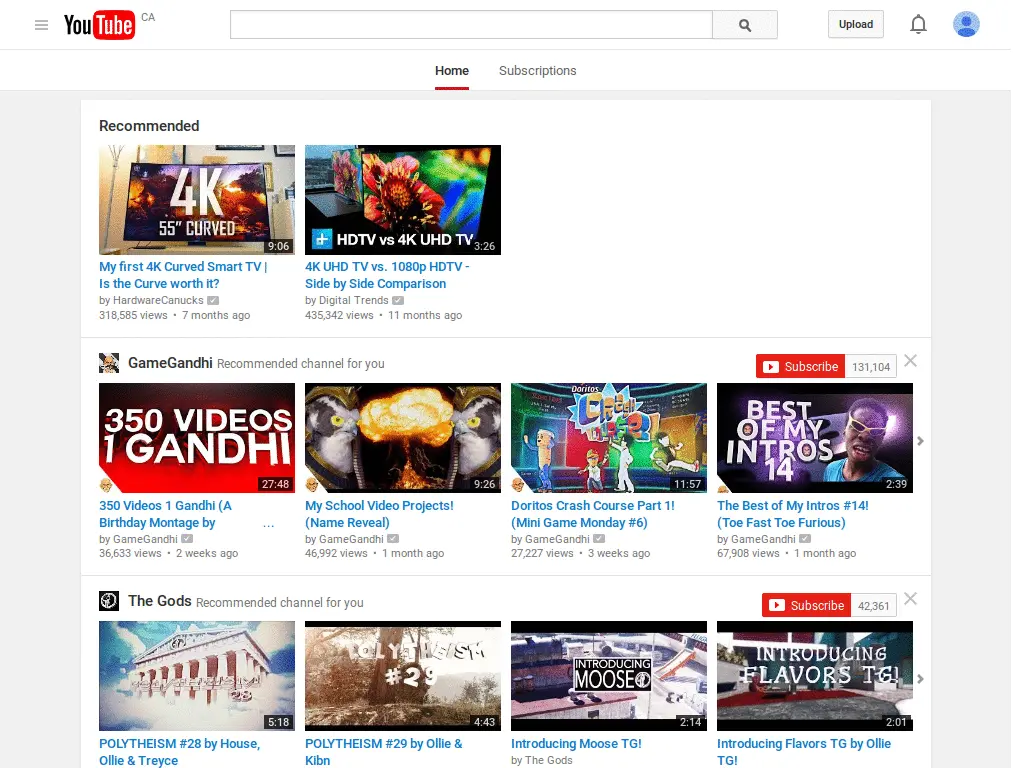 YouTube CA
Upload
Home Subscriptions
Recommended
4K
55" CURVED
9:06
HDTV vs 4K UHD TV
3:26
My first 4K Curved Smart TV |
Is the Curve worth it?
by HardwareCanucks
318,585 views • 7 months ago
4K UHD TV vs. 1080p HDTV -
Side by Side Comparison
by Digital Trends
435,342 views • 11 months ago
GameGandhi Recommended channel for you
Subscribe 131,104
350 VIDEOS
1 GANDHI
27:48
9:26
Doritos
11:57
BEST
OF MY
INTROS
14
2:39
350 Videos 1 Gandhi (A
Birthday Montage by ...
by GameGandhi
36,633 views • 2 weeks ago
My School Video Projects!
(Name Reveal)
by GameGandhi
46,992 views • 1 month ago
Doritos Crash Course Part 1!
(Mini Game Monday #6)
by GameGandhi
27,227 views • 3 weeks ago
The Best of My Intros #14!
(Toe Fast Toe Furious)
by GameGandhi
67,908 views • 1 month ago
The Gods Recommended channel for you
Subscribe 42,361
POLYTHEISM
28
5:18
POLYTHEISM
#29
4:43
INTRODUCING
MOOSE
2:14
INTRODUCING
FLAVORS TG!
2:01
POLYTHEISM #28 by House,
Ollie & Treyce
POLYTHEISM #29 by Ollie &
Kibn
Introducing Moose TG!
by The Gods
Introducing Flavors TG by Ollie
TG!